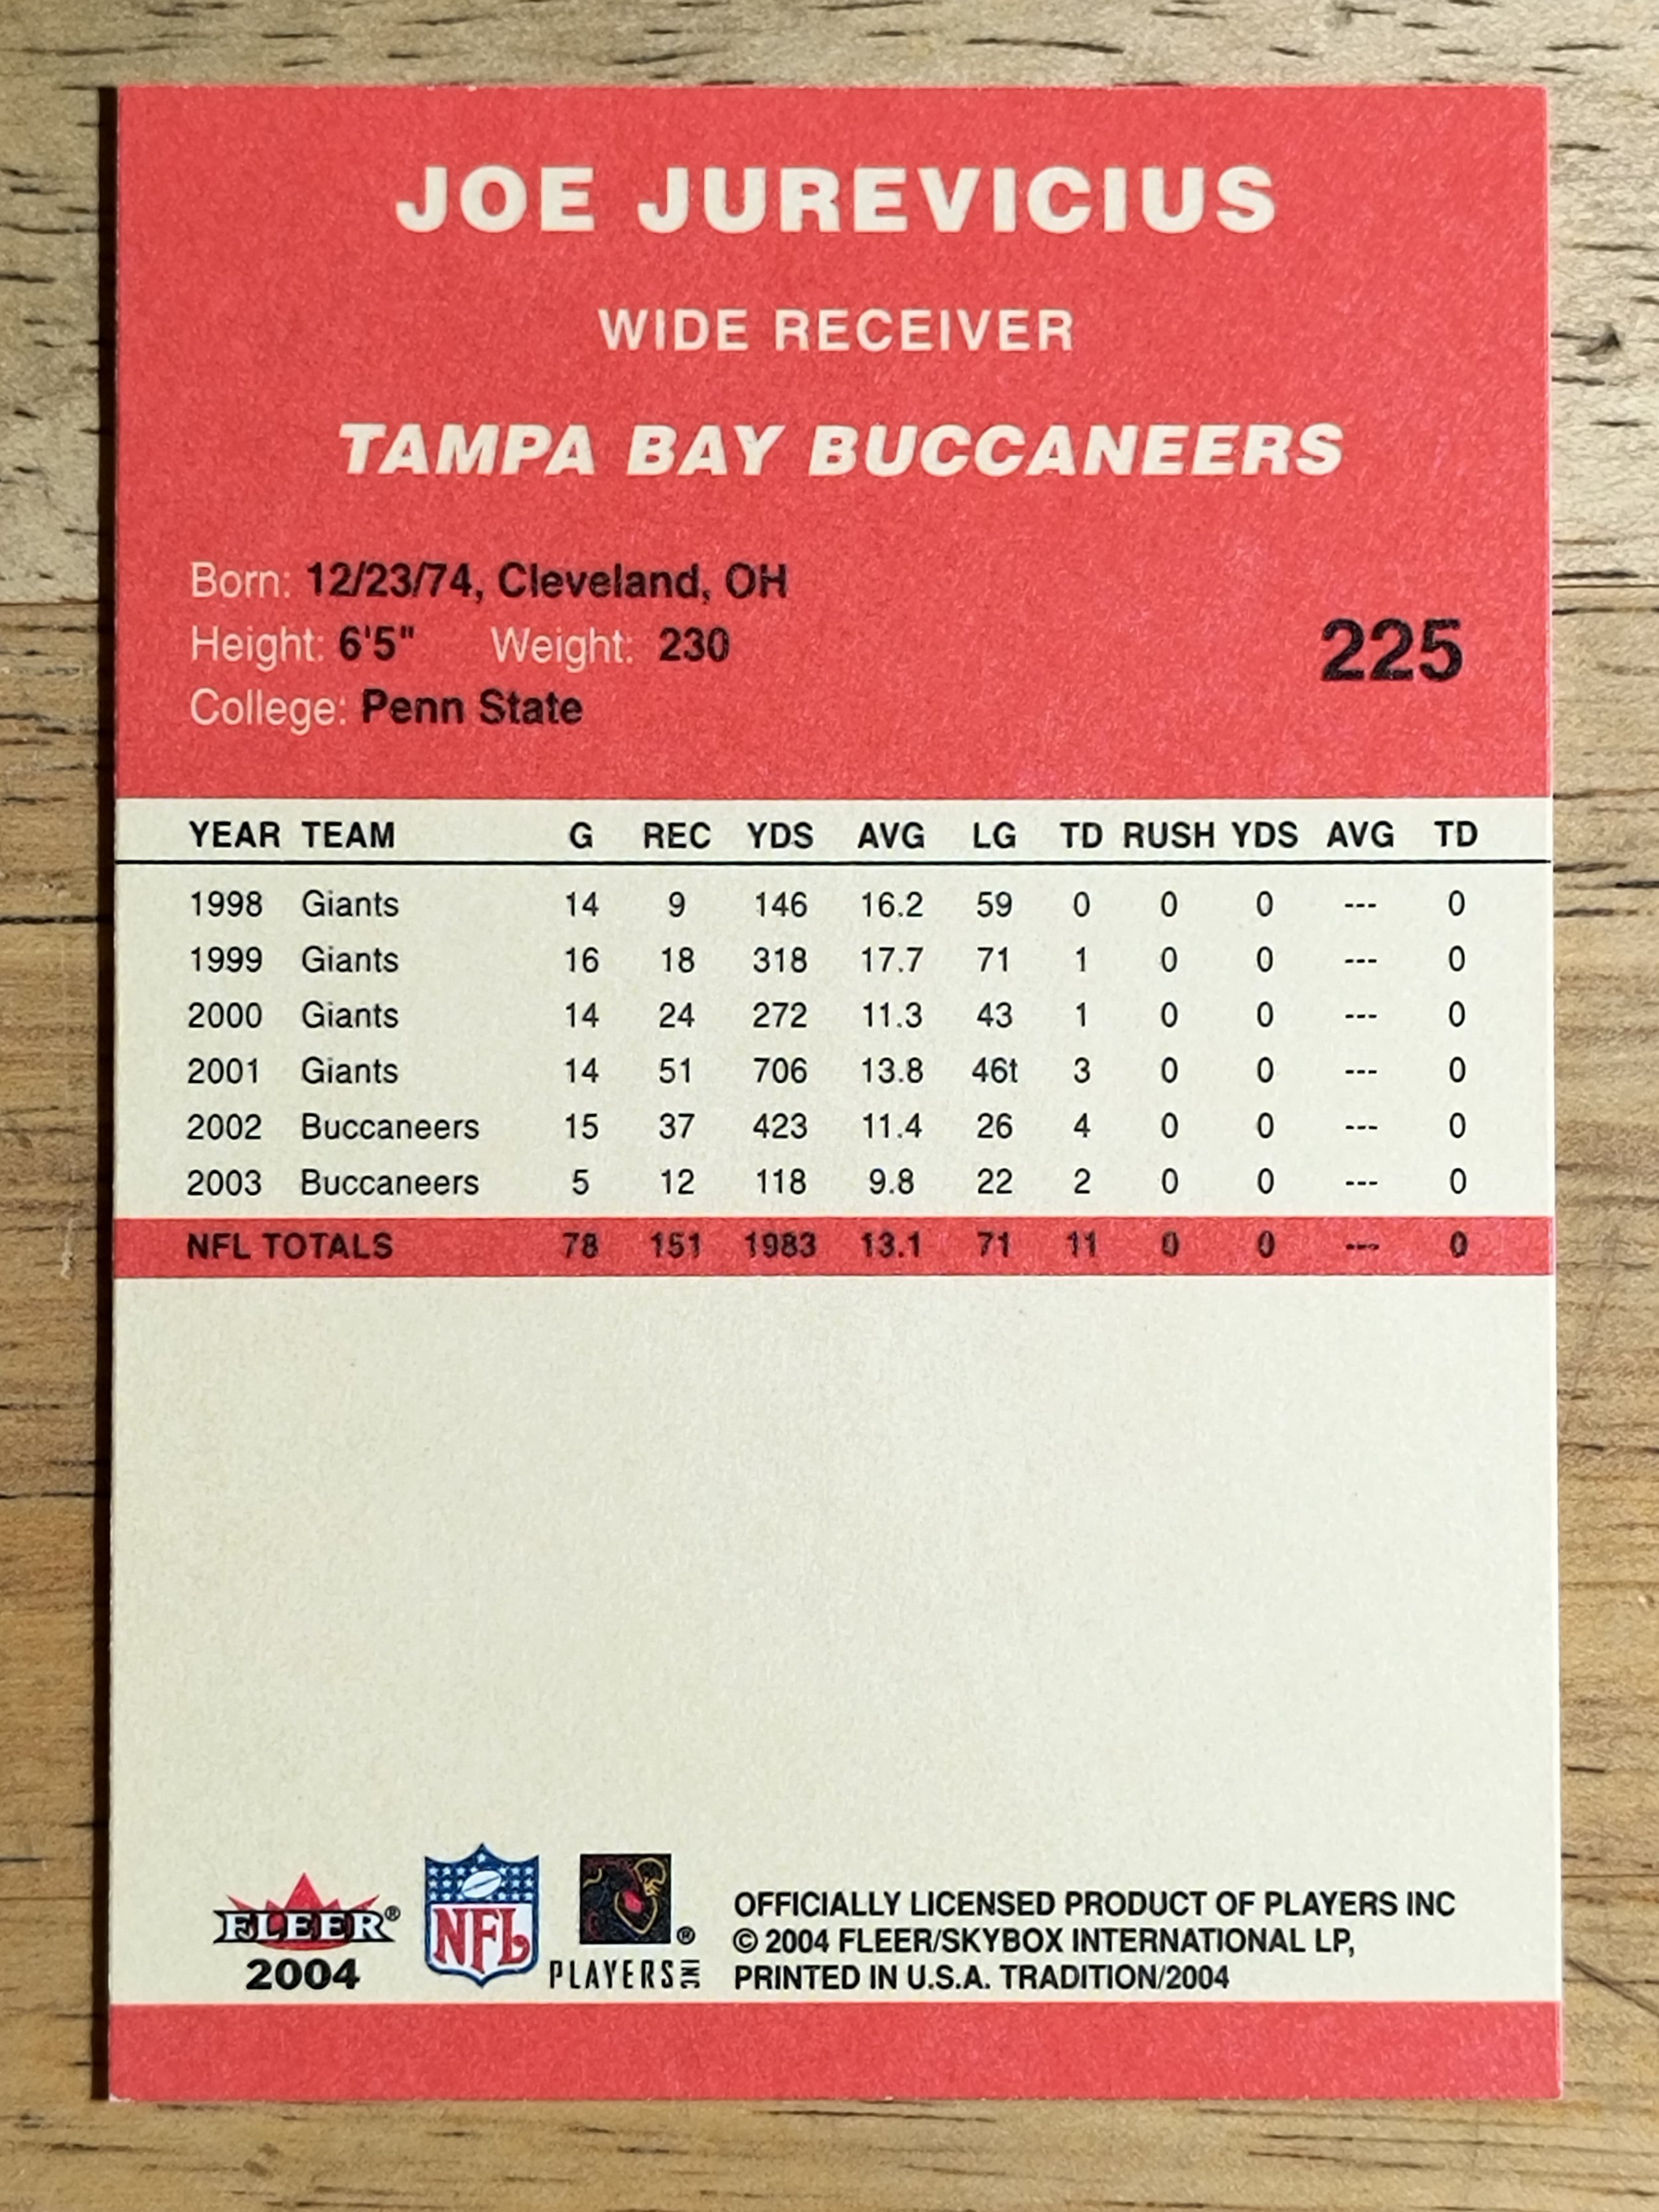 JOE JUREVICIUS
WIDE RECEIVER
TAMPA BAY BUCCANEERS
Born: 12/23/74, Cleveland, OH
Height: 6'5" Weight: 230
College: Penn State
225
YEAR TEAM G REC YDS AVG LG TD RUSH YDS AVG TD
1998 Giants 14 9 146 16.2 59 0 0 0 --- 0
1999 Giants 16 18 318 17.7 71 1 0 0 --- 0
2000 Giants 14 24 272 11.3 43 1 0 0 --- 0
2001 Giants 14 51 706 13.8 46t 3 0 0 --- 0
2002 Buccaneers 15 37 423 11.4 26 4 0 0 --- 0
2003 Buccaneers 5 12 118 9.8 22 2 0 0 --- 0
NFL TOTALS 78 151 1983 13.1 71 11 0 0 --- 0
FLEER®
2004
NFL
®
PLAYERS INC
OFFICIALLY LICENSED PRODUCT OF PLAYERS INC
© 2004 FLEER/SKYBOX INTERNATIONAL LP,
PRINTED IN U.S.A. TRADITION/2004